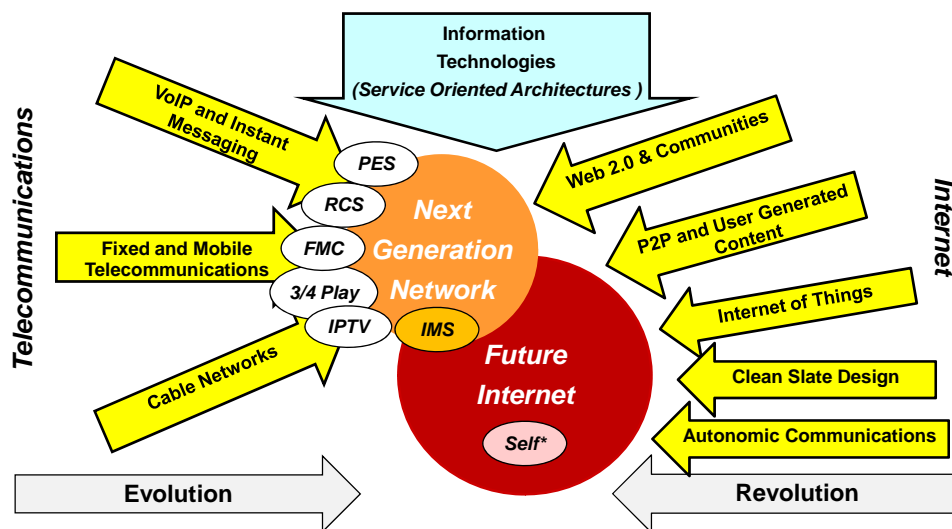 Information
Technologies
(Service Oriented Architectures )
Telecommunications
VoIP and Instant
Messaging
Fixed and Mobile
Telecommunications
Cable Networks
PES
RCS
FMC
3/4 Play
IPTV
IMS
Next
Generation
Network
Future
Internet
Self*
Web 2.0 & Communities
P2P and User Generated
Content
Internet of Things
Clean Slate Design
Autonomic Communications
Internet
Evolution
Revolution